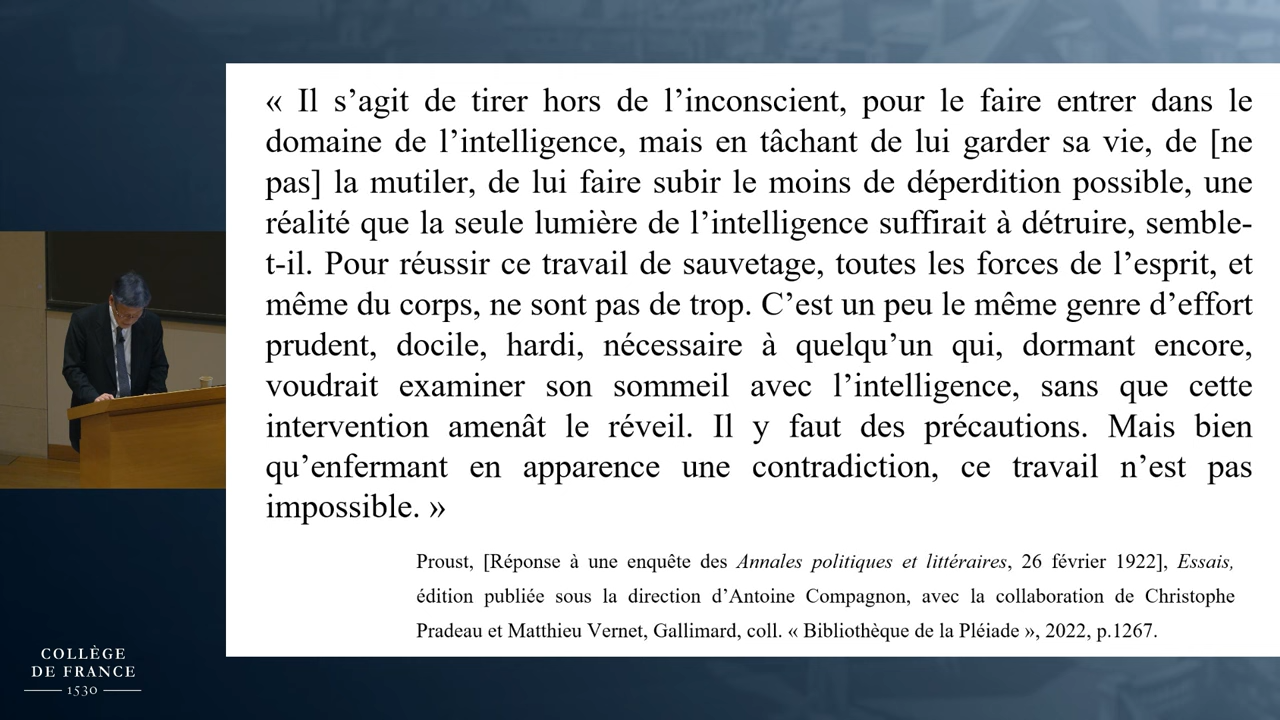 « Il s’agit de tirer hors de l’inconscient, pour le faire entrer dans le
domaine de l’intelligence, mais en tâchant de lui garder sa vie, de [ne
pas] la mutiler, de lui faire subir le moins de déperdition possible, une
réalité que la seule lumière de l’intelligence suffirait à détruire, semble-
t-il. Pour réussir ce travail de sauvetage, toutes les forces de l’esprit, et
même du corps, ne sont pas de trop. C’est un peu le même genre d’effort
prudent, docile, hardi, nécessaire à quelqu’un qui, dormant encore,
voudrait examiner son sommeil avec l’intelligence, sans que cette
intervention amenât le réveil. Il y faut des précautions. Mais bien
qu’enfermant en apparence une contradiction, ce travail n’est pas
impossible. »
Proust, [Réponse à une enquête des Annales politiques et littéraires, 26 février 1922], Essais,
édition publiée sous la direction d’Antoine Compagnon, avec la collaboration de Christophe
Pradeau et Matthieu Vernet, Gallimard, coll. « Bibliothèque de la Pléiade », 2022, p.1267.
COLLÈGE
DE FRANCE
1530